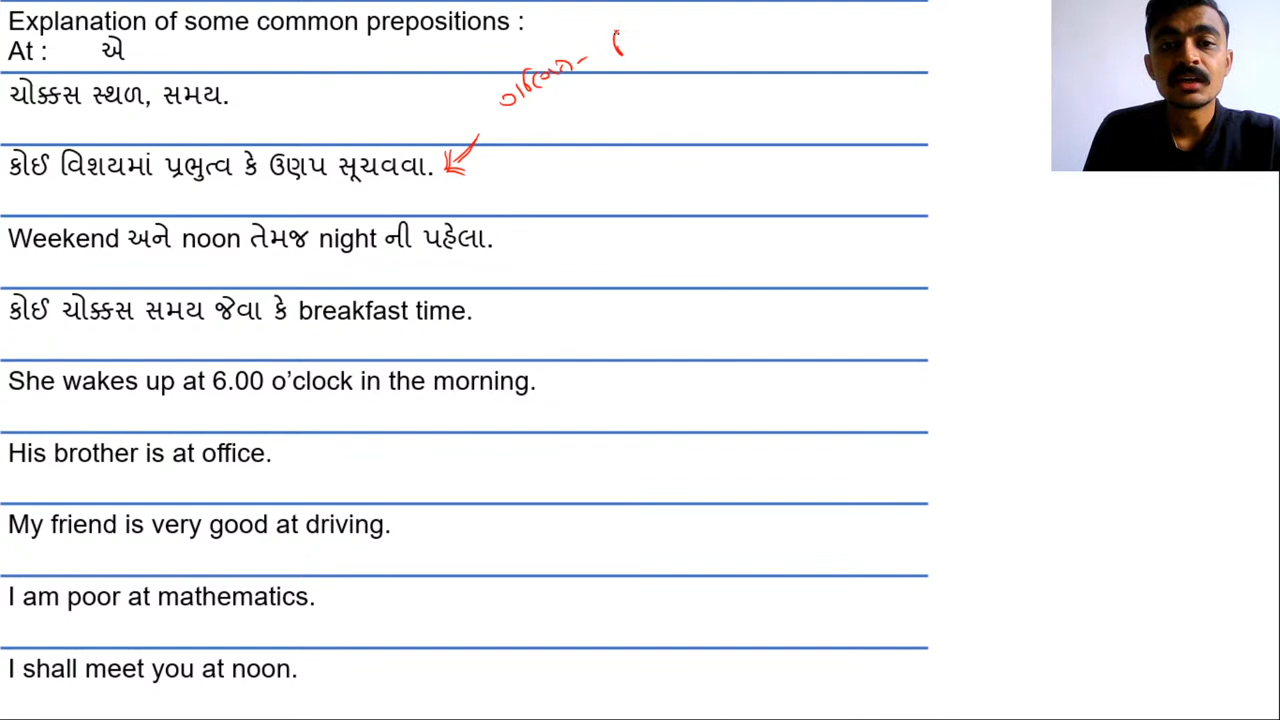 Explanation of some common prepositions :
At : એ
ચોક્કસ સ્થળ, સમય.
ગણિત-
કોઈ વિશયમાં પ્રભુત્વ કે ઉણપ સૂચવવા.
Weekend અને noon તેમજ night ની પહેલા.
કોઈ ચોક્કસ સમય જેવા કે breakfast time.
She wakes up at 6.00 o’clock in the morning.
His brother is at office.
My friend is very good at driving.
I am poor at mathematics.
I shall meet you at noon.